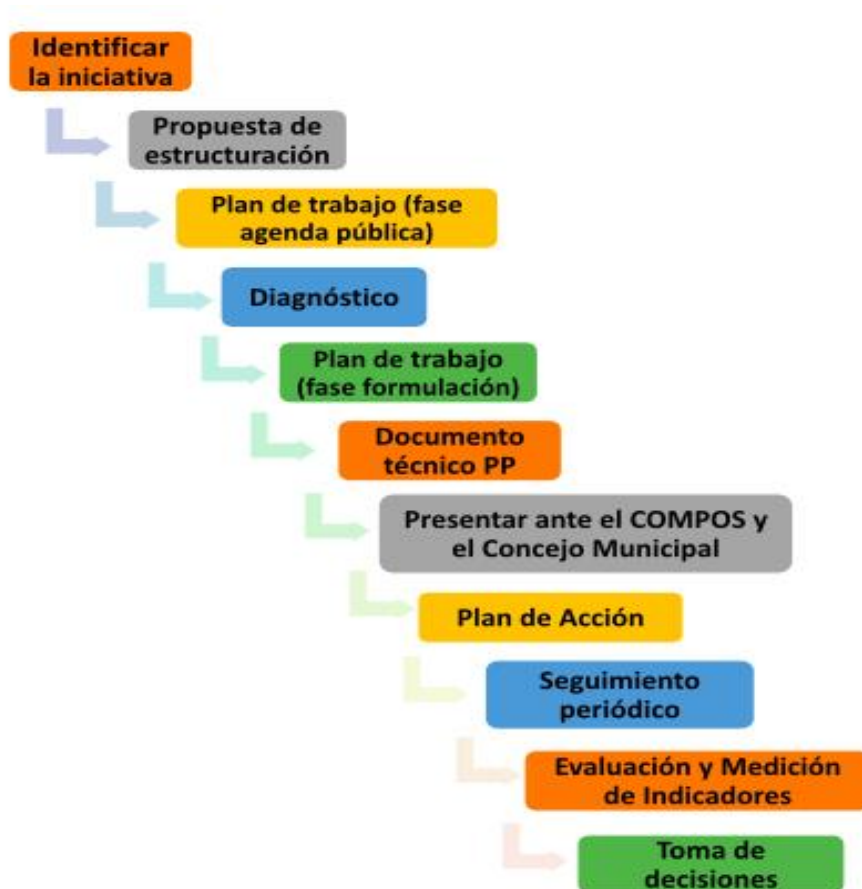 Identificar
la iniciativa
Propuesta de
estructuración
Plan de trabajo (fase
agenda pública)
Diagnóstico
Plan de trabajo
(fase formulación)
Documento
técnico PP
Presentar ante el COMPOS y
el Concejo Municipal
Plan de Acción
Seguimiento
periódico
Evaluación y Medición
de Indicadores
Toma de
decisiones